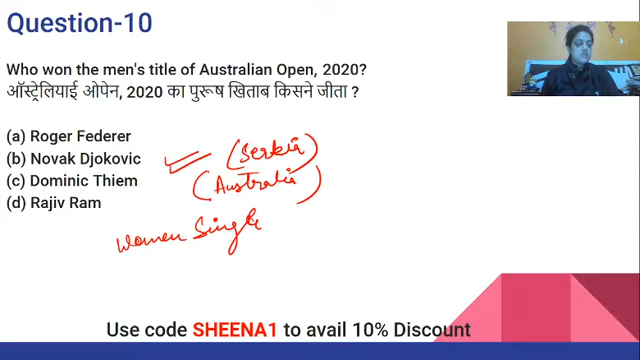 Question-10
Who won the men's title of Australian Open, 2020?
ऑस्ट्रेलियाई ओपेन, 2020 का पुरूष खिताब किसने जीता ?
(a) Roger Federer
(b) Novak Djokovic
(Serbia)
(c) Dominic Thiem
(Australia)
(d) Rajiv Ram
Women Single
Use code SHEENA1 to avail 10% Discount